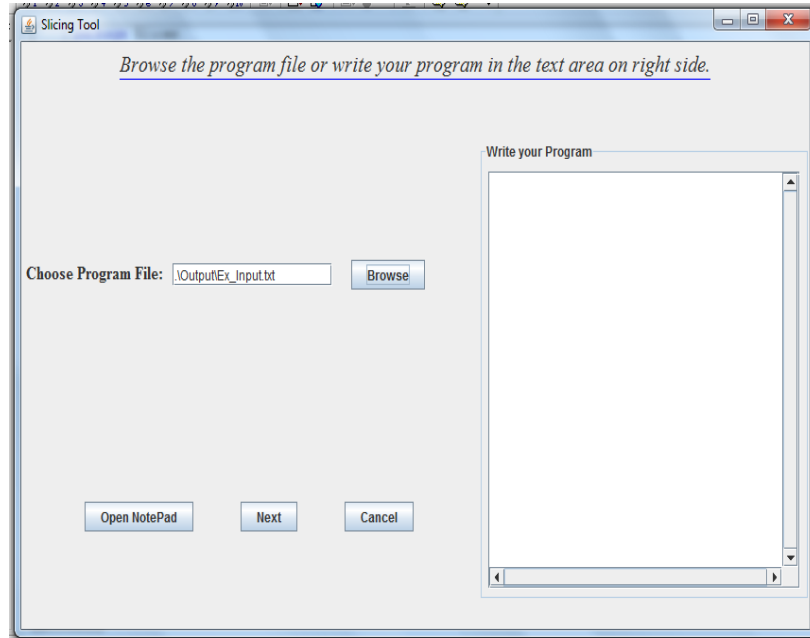 Slicing Tool
Browse the program file or write your program in the text area on right side.
Write your Program
Choose Program File: .\Output\Ex_Input.txt Browse
Open NotePad Next Cancel